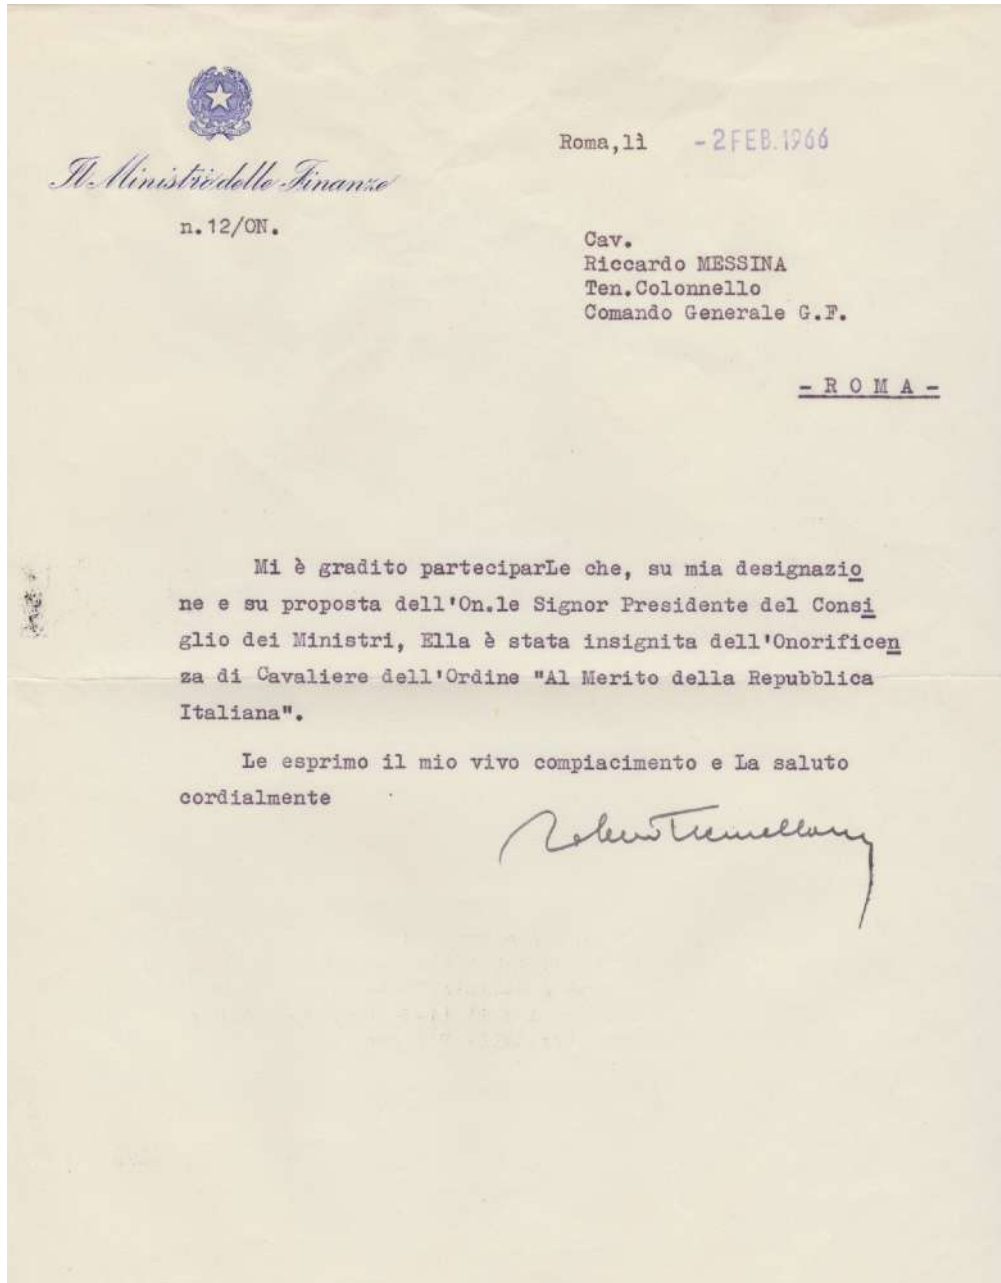 Il Ministro delle Finanze
n.12/ON.
Roma,lì -2 FEB. 1966
Cav.
Riccardo MESSINA
Ten.Colonnello
Comando Generale G.F.
- R O M A -
Mi è gradito parteciparLe che, su mia designazio
ne e su proposta dell'On.le Signor Presidente del Consi
glio dei Ministri, Ella è stata insignita dell'Onorificen
za di Cavaliere dell'Ordine "Al Merito della Repubblica
Italiana".
Le esprimo il mio vivo compiacimento e La saluto
cordialmente